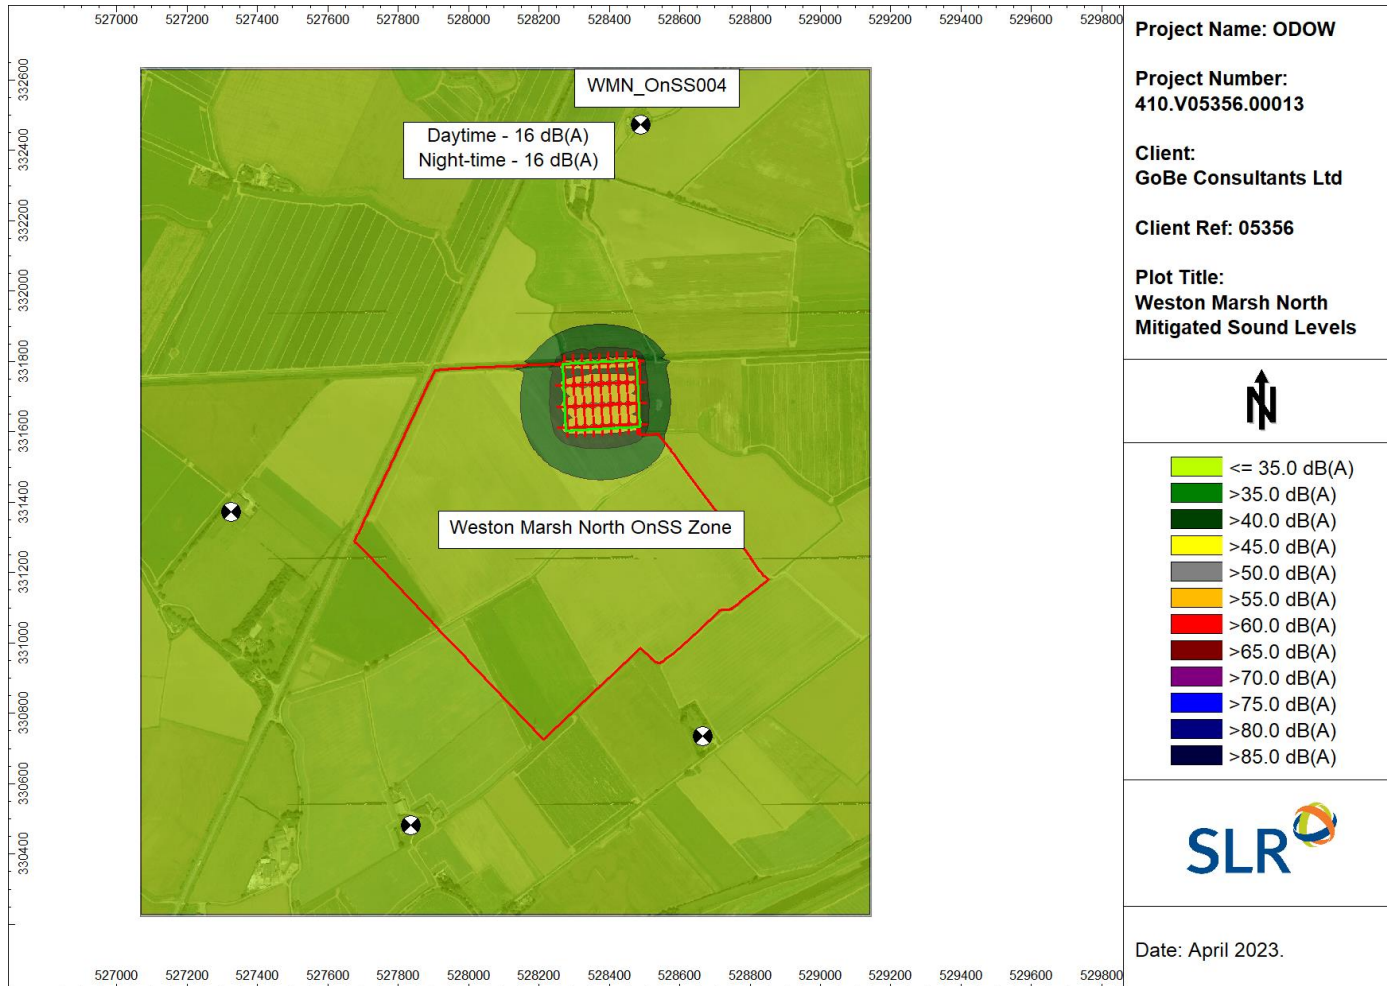 527000 527200 527400 527600 527800 528000 528200 528400 528600 528800 529000 529200 529400 529600 529800
332600
332400
332200
332000
331800
331600
331400
331200
331000
330800
330600
330400
WMN_OnSS004
Daytime - 16 dB(A)
Night-time - 16 dB(A)
Weston Marsh North OnSS Zone
527000 527200 527400 527600 527800 528000 528200 528400 528600 528800 529000 529200 529400 529600 529800
Project Name: ODOW
Project Number:
410.V05356.00013
Client:
GoBe Consultants Ltd
Client Ref: 05356
Plot Title:
Weston Marsh North
Mitigated Sound Levels
N
<= 35.0 dB(A)
>35.0 dB(A)
>40.0 dB(A)
>45.0 dB(A)
>50.0 dB(A)
>55.0 dB(A)
>60.0 dB(A)
>65.0 dB(A)
>70.0 dB(A)
>75.0 dB(A)
>80.0 dB(A)
>85.0 dB(A)
SLR
Date: April 2023.